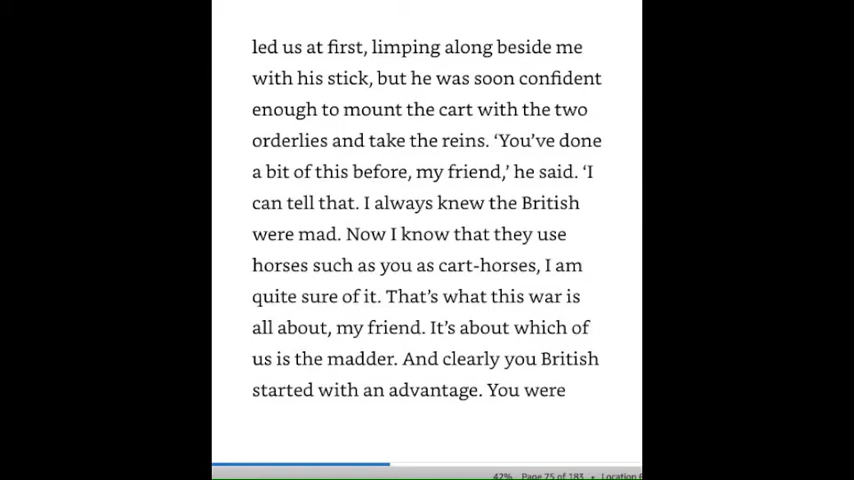 led us at first, limping along beside me
with his stick, but he was soon confident
enough to mount the cart with the two
orderlies and take the reins. ‘You’ve done
a bit of this before, my friend,’ he said. ‘I
can tell that. I always knew the British
were mad. Now I know that they use
horses such as you as cart-horses, I am
quite sure of it. That’s what this war is
all about, my friend. It’s about which of
us is the madder. And clearly you British
started with an advantage. You were
42% Page 75 of 183 • Location 6